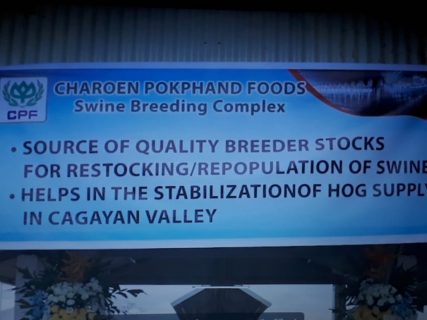 CPF
CHAROEN POKPHAND FOODS
Swine Breeding Complex
• SOURCE OF QUALITY BREEDER STOCKS
FOR RESTOCKING/REPOPULATION OF SWINE
• HELPS IN THE STABILIZATIONOF HOG SUPPLY
IN CAGAYAN VALLEY